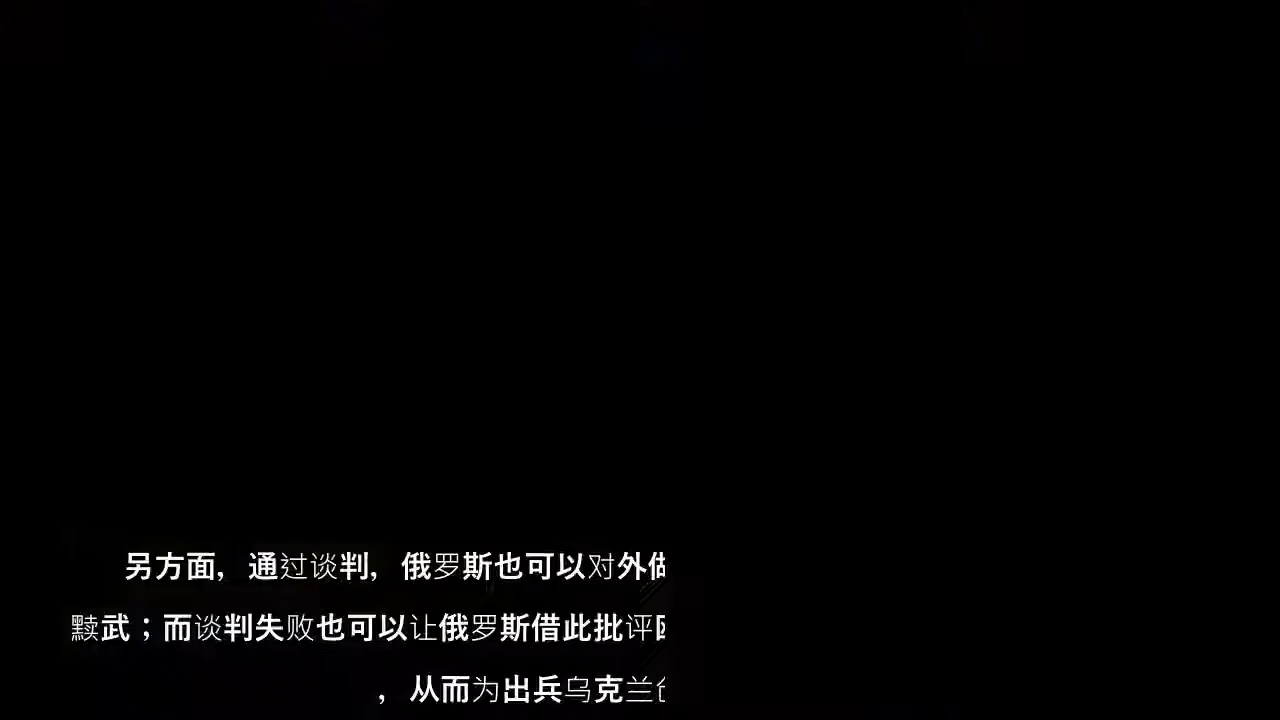 另方面，通过谈判，俄罗斯也可以对外
黩武；而谈判失败也可以让俄罗斯借此批评
，从而为出兵乌克兰